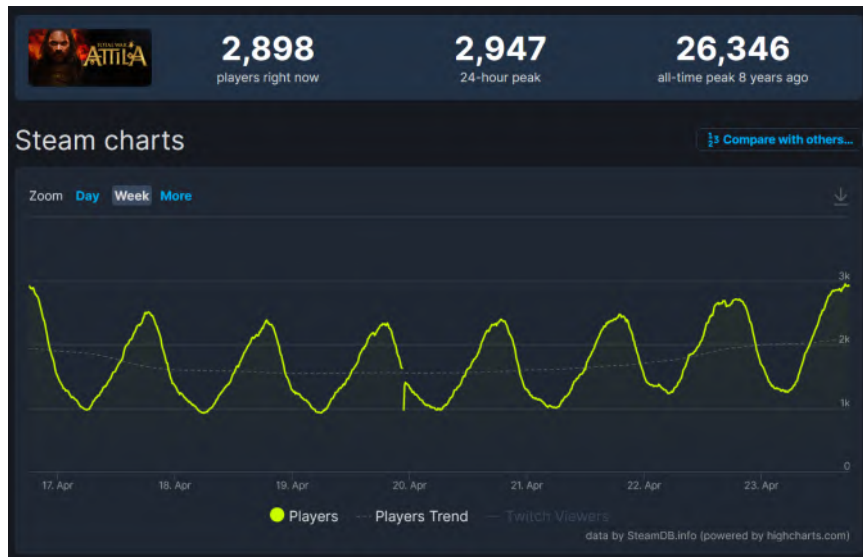 TOTAL WAR
ATTILA
2,898
players right now
2,947
24-hour peak
26,346
all-time peak 8 years ago
Steam charts
Compare with others...
Zoom Day Week More
3k
2k
1k
0
17. Apr 18. Apr 19. Apr 20. Apr 21. Apr 22. Apr 23. Apr
Players Players Trend Twitch Viewers
data by SteamDB.info (powered by highcharts.com)